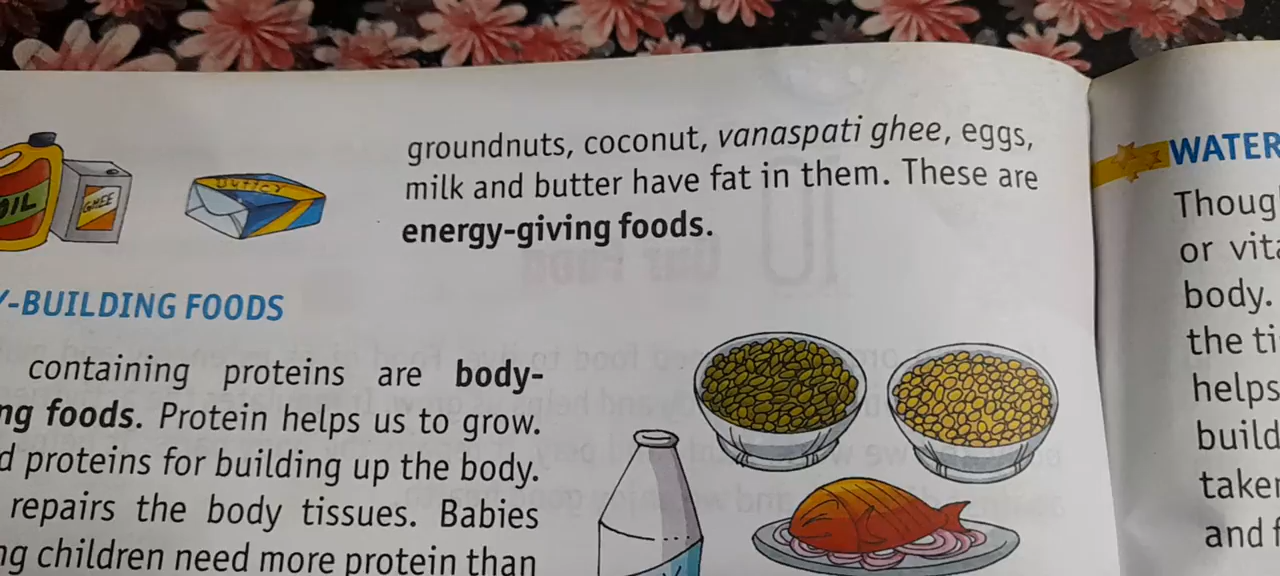 groundnuts, coconut, vanaspati ghee, eggs,
milk and butter have fat in them. These are
energy-giving foods.
OIL
GHEE
Butter
-BUILDING FOODS
containing proteins are body-
ng foods. Protein helps us to grow.
d proteins for building up the body.
repairs the body tissues. Babies
ng children need more protein than
WATER
Thoug
or vita
body.
the ti
helps
build
taken
and f